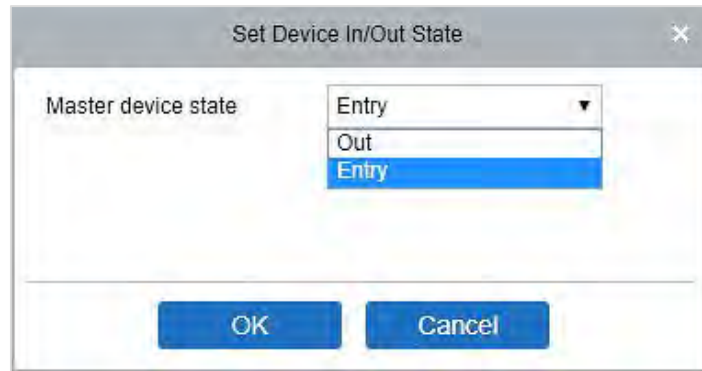 Set Device In/Out State
Master device state
Entry
Out
Entry
OK
Cancel